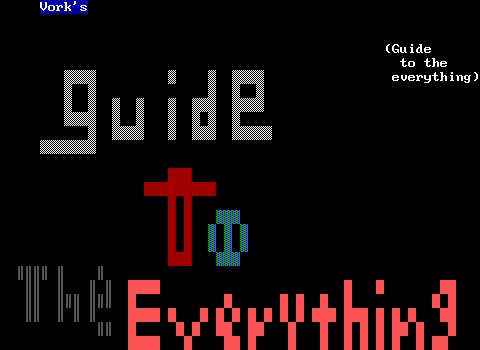 Vork's
(Guide
to the
everything)
guide
To
The
Everything